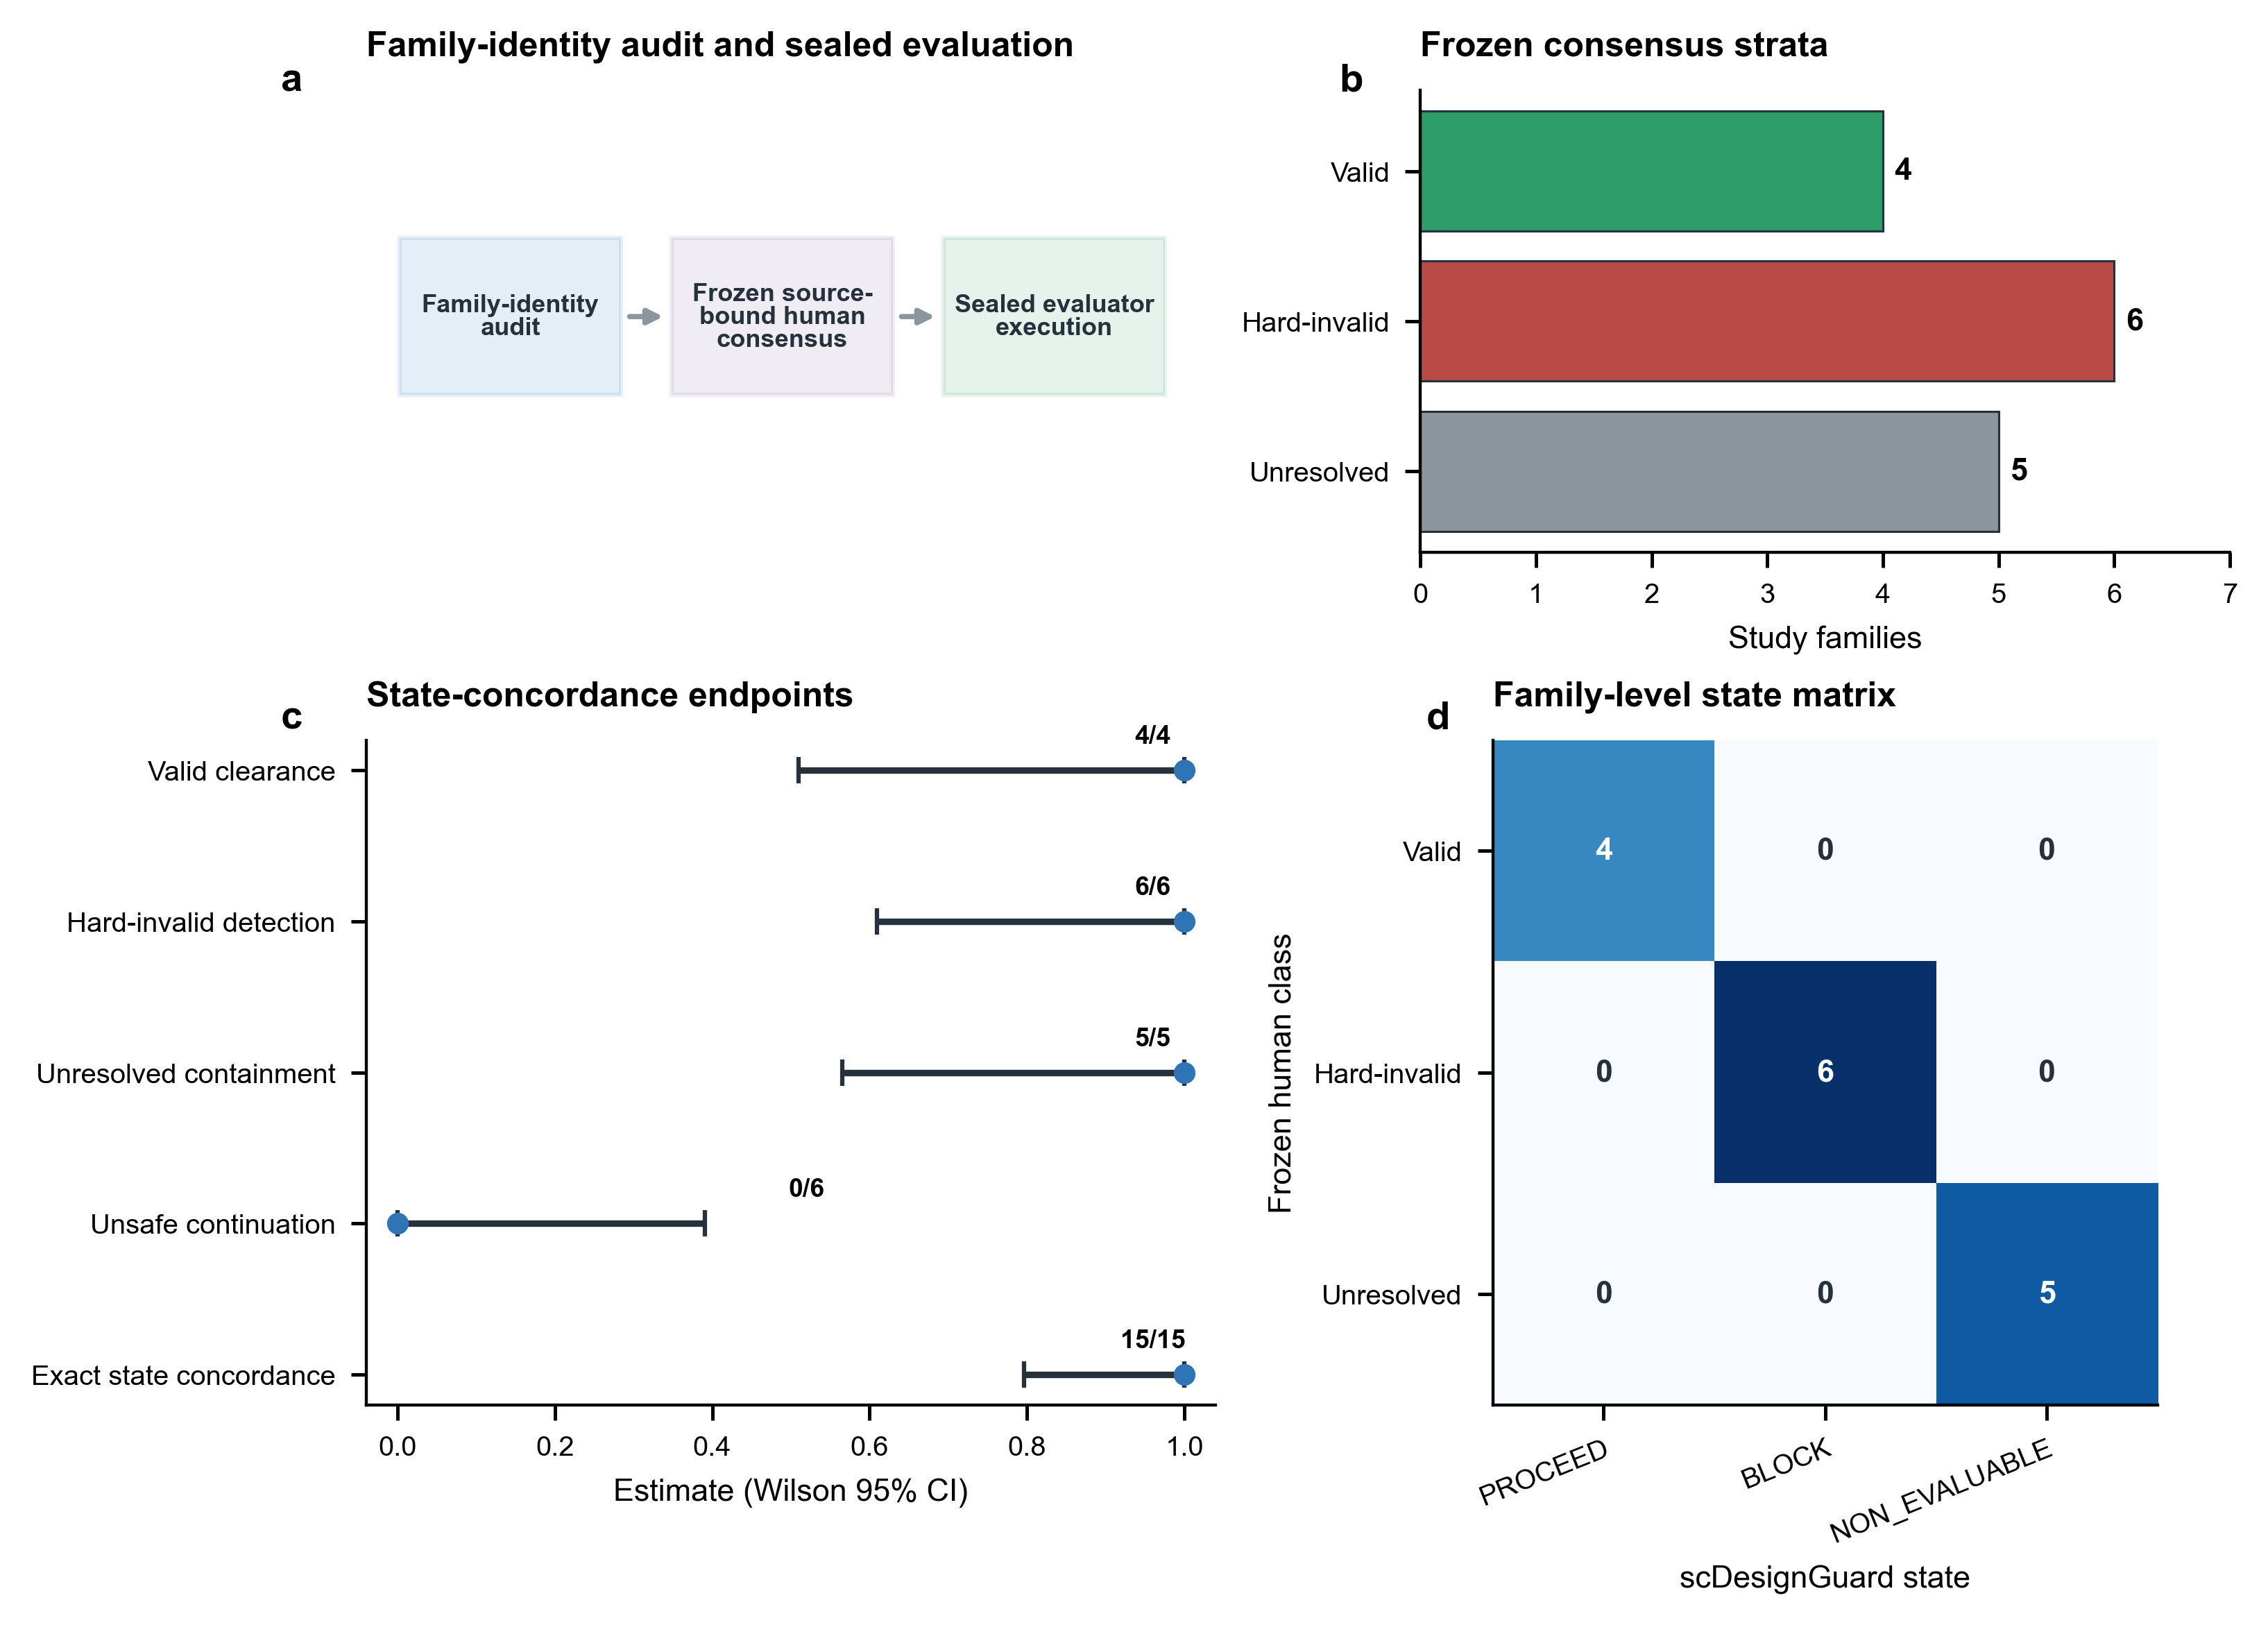 Family-identity audit and sealed evaluation
a
Family-identity
audit
Frozen source-
bound human
consensus
Sealed evaluator
execution
Frozen consensus strata
b
Valid
4
Hard-invalid
6
Unresolved
5
0 1 2 3 4 5 6 7
Study families
State-concordance endpoints
c
Valid clearance
4/4
Hard-invalid detection
6/6
Unresolved containment
5/5
Unsafe continuation
0/6
Exact state concordance
15/15
0.0 0.2 0.4 0.6 0.8 1.0
Estimate (Wilson 95% CI)
Family-level state matrix
d
Frozen human class
Valid
4 0 0
Hard-invalid
0 6 0
Unresolved
0 0 5
PROCEED
BLOCK
NON_EVALUABLE
scDesignGuard state